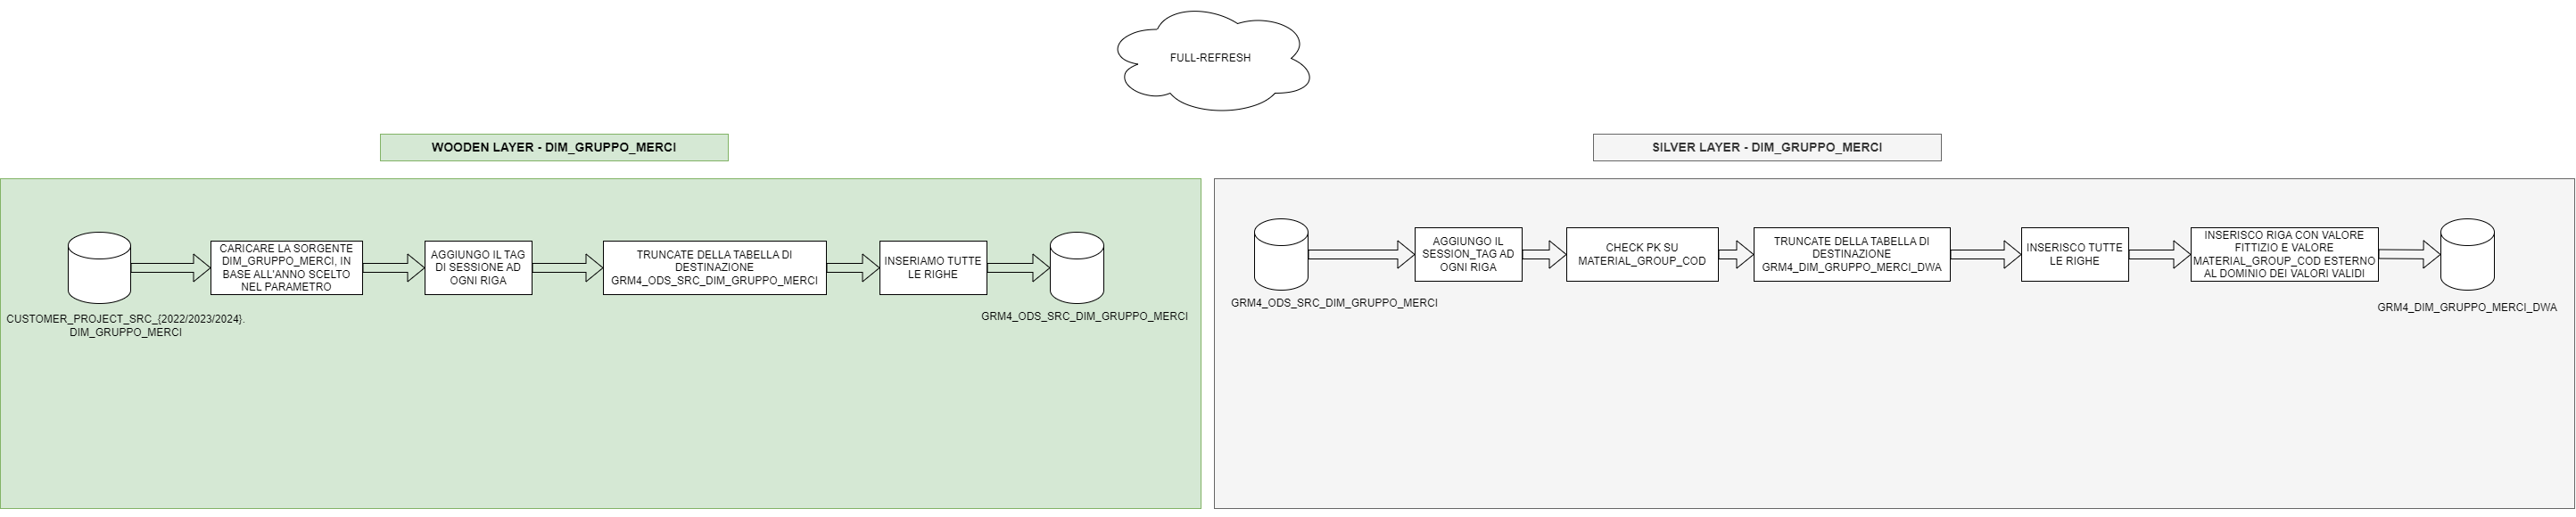 FULL-REFRESH
WOODEN LAYER - DIM_GRUPPO_MERCI
CUSTOMER_PROJECT_SRC_{2022/2023/2024}.
DIM_GRUPPO_MERCI
CARICARE LA SORGENTE
DIM_GRUPPO_MERCI, IN
BASE ALL'ANNO SCELTO
NEL PARAMETRO
AGGIUNGO IL TAG
DI SESSIONE AD
OGNI RIGA
TRUNCATE DELLA TABELLA DI
DESTINAZIONE
GRM4_ODS_SRC_DIM_GRUPPO_MERCI
INSERIAMO TUTTE
LE RIGHE
GRM4_ODS_SRC_DIM_GRUPPO_MERCI
SILVER LAYER - DIM_GRUPPO_MERCI
GRM4_ODS_SRC_DIM_GRUPPO_MERCI
AGGIUNGO IL
SESSION_TAG AD
OGNI RIGA
CHECK PK SU
MATERIAL_GROUP_COD
TRUNCATE DELLA TABELLA DI
DESTINAZIONE
GRM4_DIM_GRUPPO_MERCI_DWA
INSERISCO TUTTE
LE RIGHE
INSERISCO RIGA CON VALORE
FITTIZIO E VALORE
MATERIAL_GROUP_COD ESTERNO
AL DOMINIO DEI VALORI VALIDI
GRM4_DIM_GRUPPO_MERCI_DWA